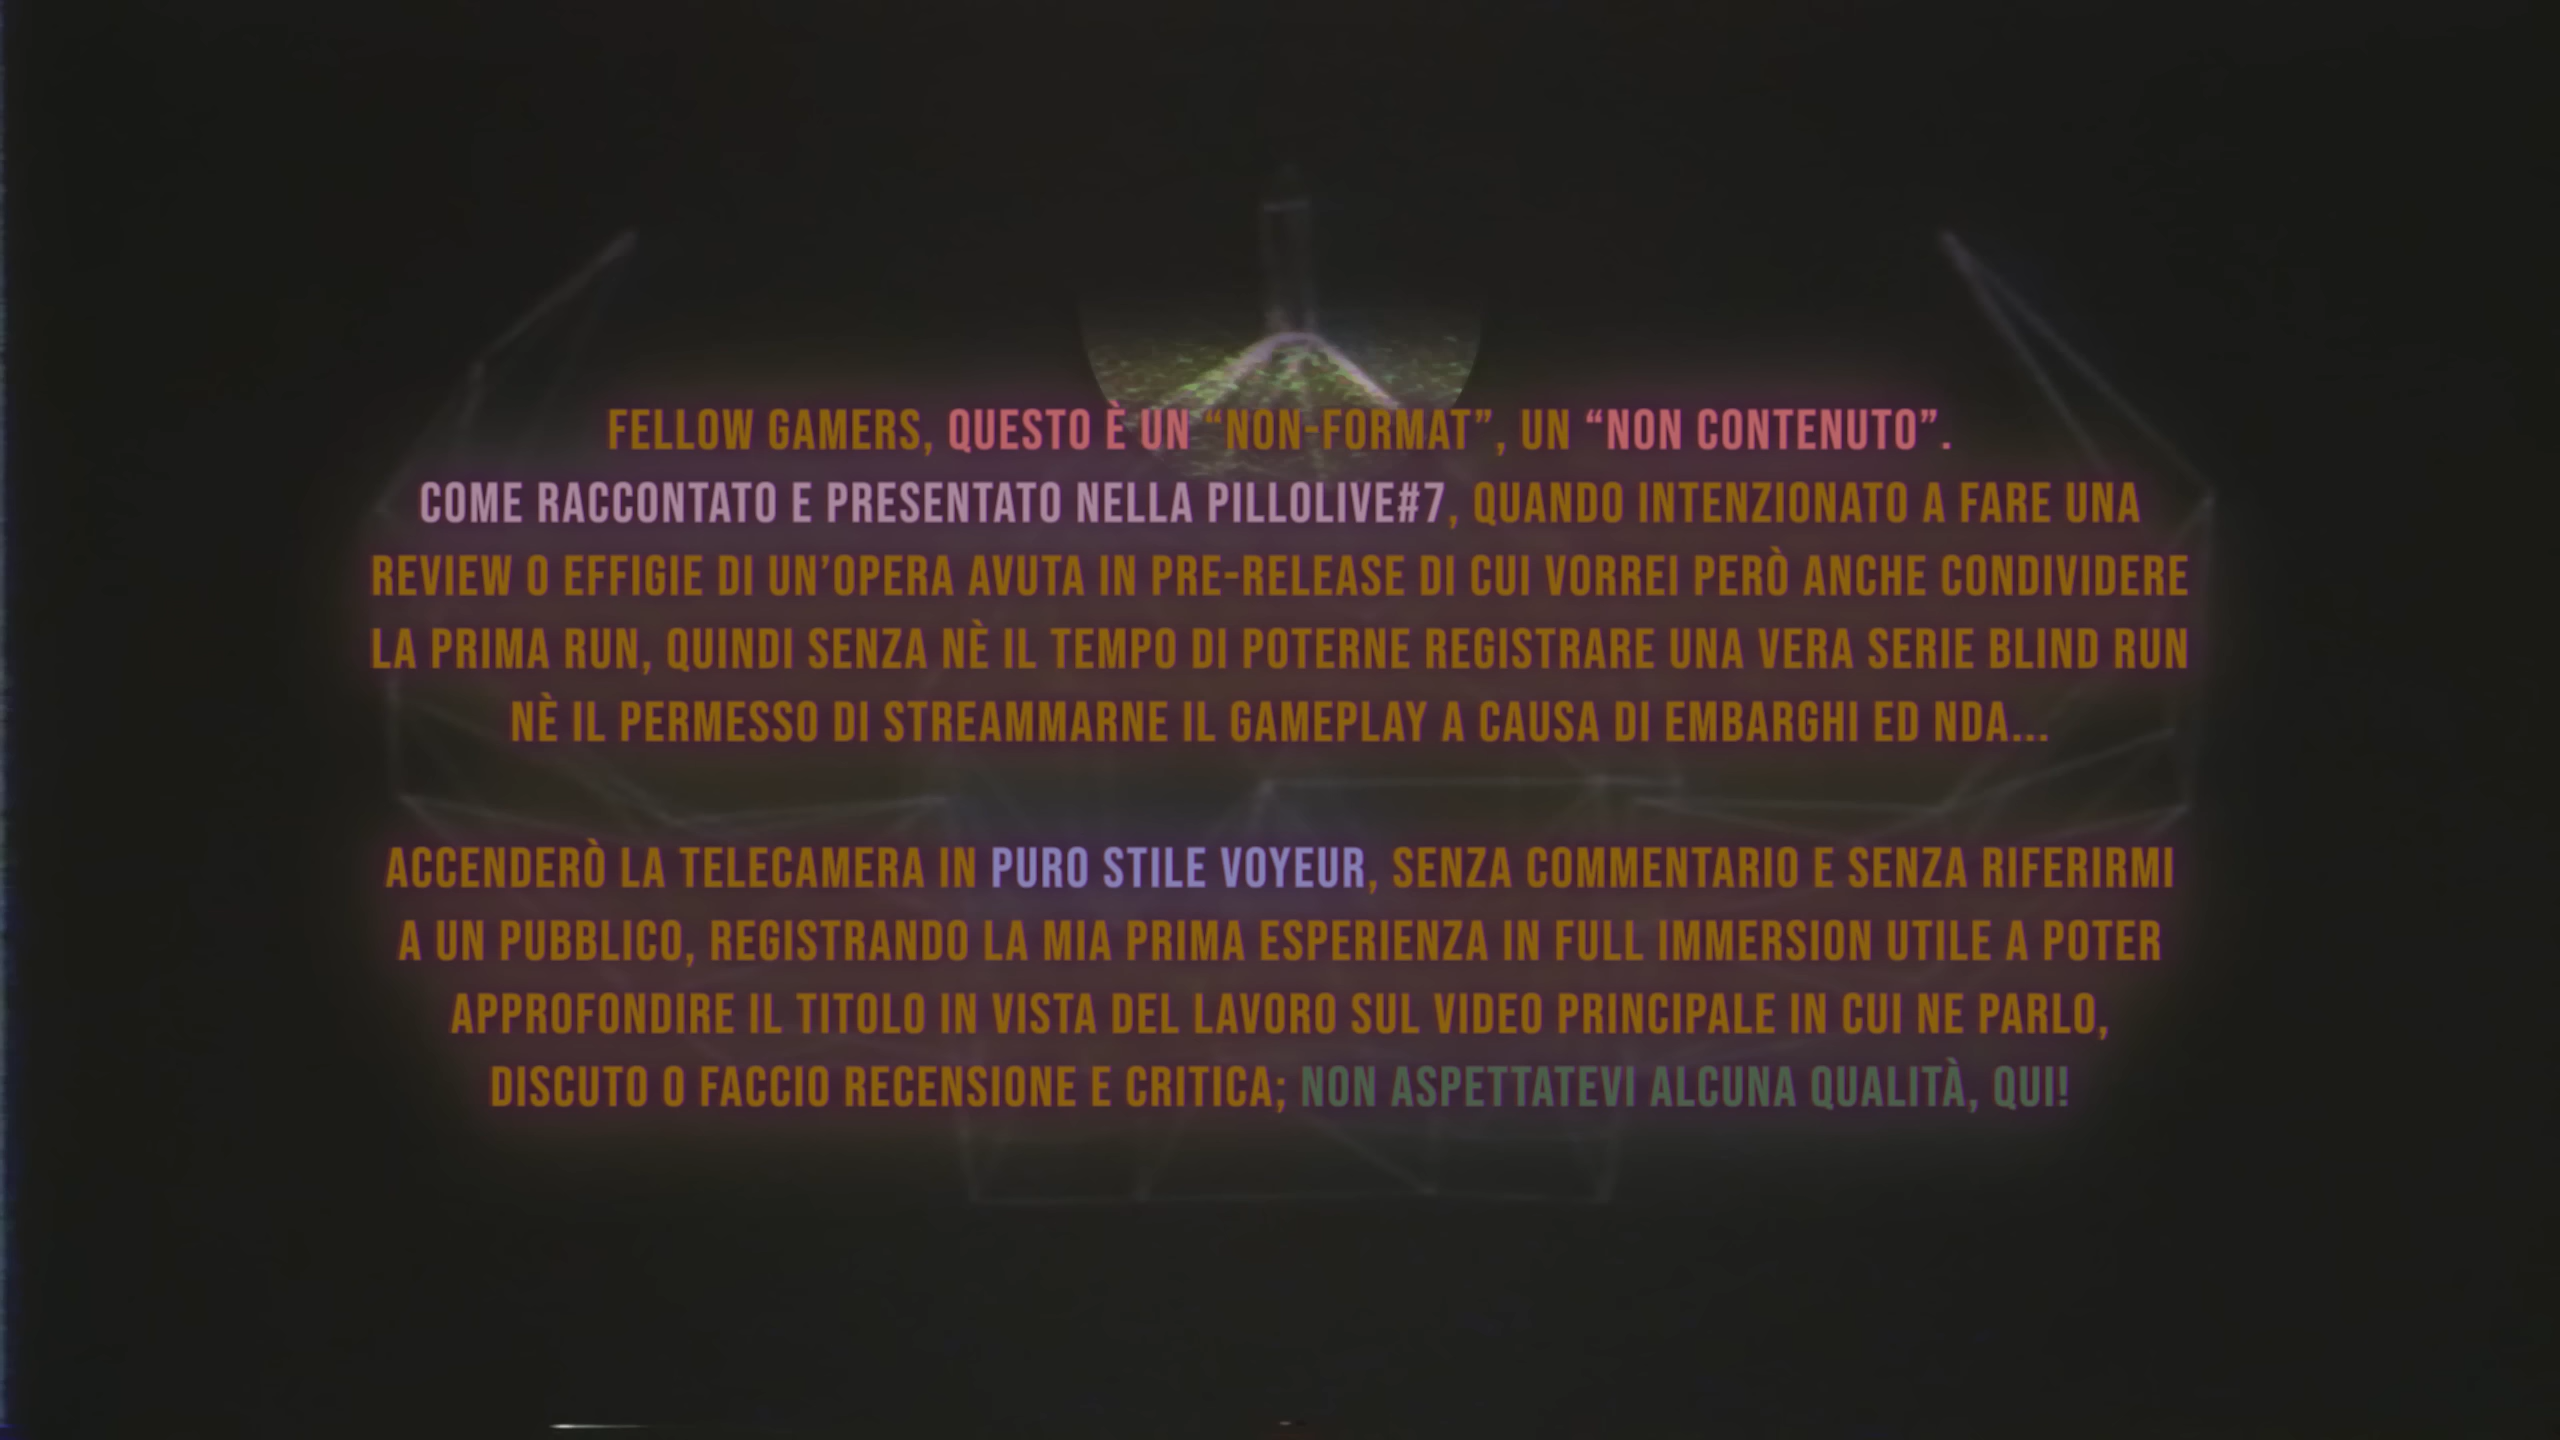 FELLOW GAMERS, QUESTO È UN “NON-FORMAT”, UN “NON CONTENUTO”.
COME RACCONTATO E PRESENTATO NELLA PILLOLIVE#7, QUANDO INTENZIONATO A FARE UNA
REVIEW O EFFIGIE DI UN’OPERA AVUTA IN PRE-RELEASE DI CUI VORREI PERÒ ANCHE CONDIVIDERE
LA PRIMA RUN, QUINDI SENZA NÈ IL TEMPO DI POTERNE REGISTRARE UNA VERA SERIE BLIND RUN
NÈ IL PERMESSO DI STREAMMARNE IL GAMEPLAY A CAUSA DI EMBARGHI ED NDA...
ACCENDERÒ LA TELECAMERA IN PURO STILE VOYEUR, SENZA COMMENTARIO E SENZA RIFERIRMI
A UN PUBBLICO, REGISTRANDO LA MIA PRIMA ESPERIENZA IN FULL IMMERSION UTILE A POTER
APPROFONDIRE IL TITOLO IN VISTA DEL LAVORO SUL VIDEO PRINCIPALE IN CUI NE PARLO,
DISCUTO O FACCIO RECENSIONE E CRITICA; NON ASPETTATEVI ALCUNA QUALITÀ, QUI!